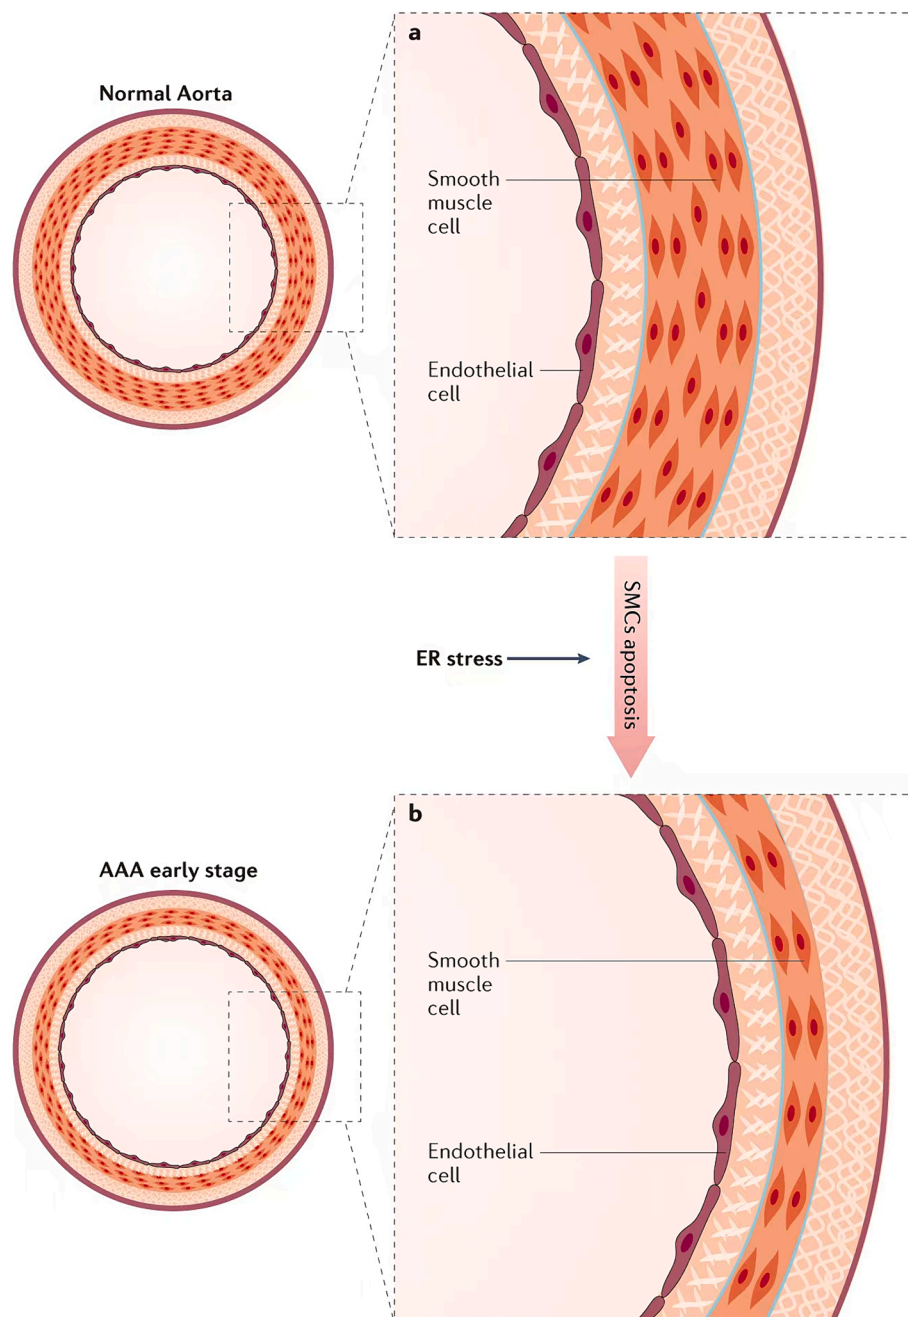 a
Normal Aorta
Smooth
muscle
cell
Endothelial
cell
SMCs apoptosis
ER stress
b
AAA early stage
Smooth
muscle
cell
Endothelial
cell